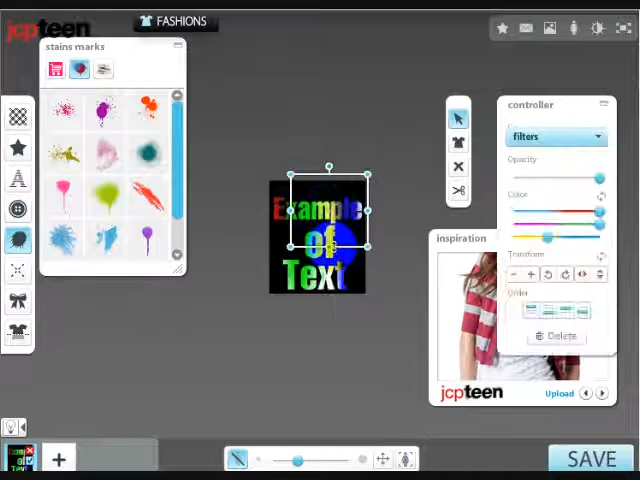 jcpteen
FASHIONS
stains marks
controller
filters
Opacity
Color
Example
of
Text
inspiration
Transform
Order
Delete
jcpteen
Upload
SAVE